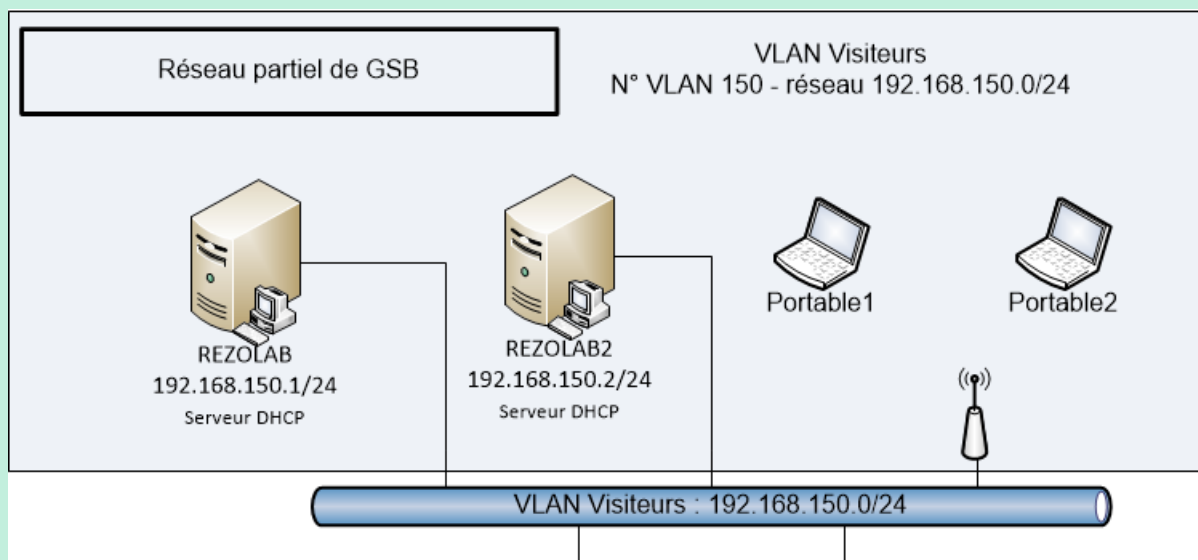 Réseau partiel de GSB
VLAN Visiteurs
N° VLAN 150 - réseau 192.168.150.0/24
REZOLAB
192.168.150.1/24
Serveur DHCP
REZOLAB2
192.168.150.2/24
Serveur DHCP
Portable1
Portable2
VLAN Visiteurs : 192.168.150.0/24